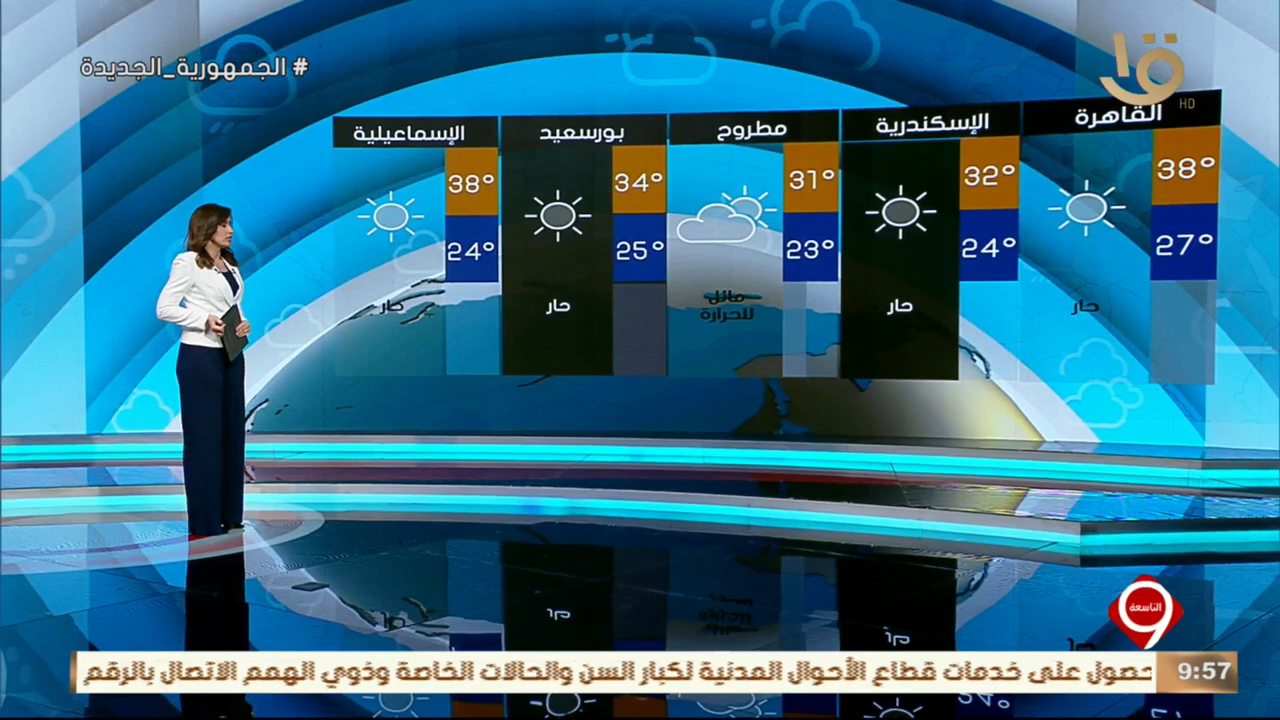 # الجمهورية_الجديدة
HD
القاهرة
38°
27°
حار
الإسكندرية
32°
24°
حار
مطروح
31°
23°
مائل
للحرارة
بورسعيد
34°
25°
حار
الإسماعيلية
38°
24°
حار
التاسعة
9
9:57
حصول على خدمات قطاع الأحوال المدنية لكبار السن والحالات الخاصة وذوي الهمم الاتصال بالرقم